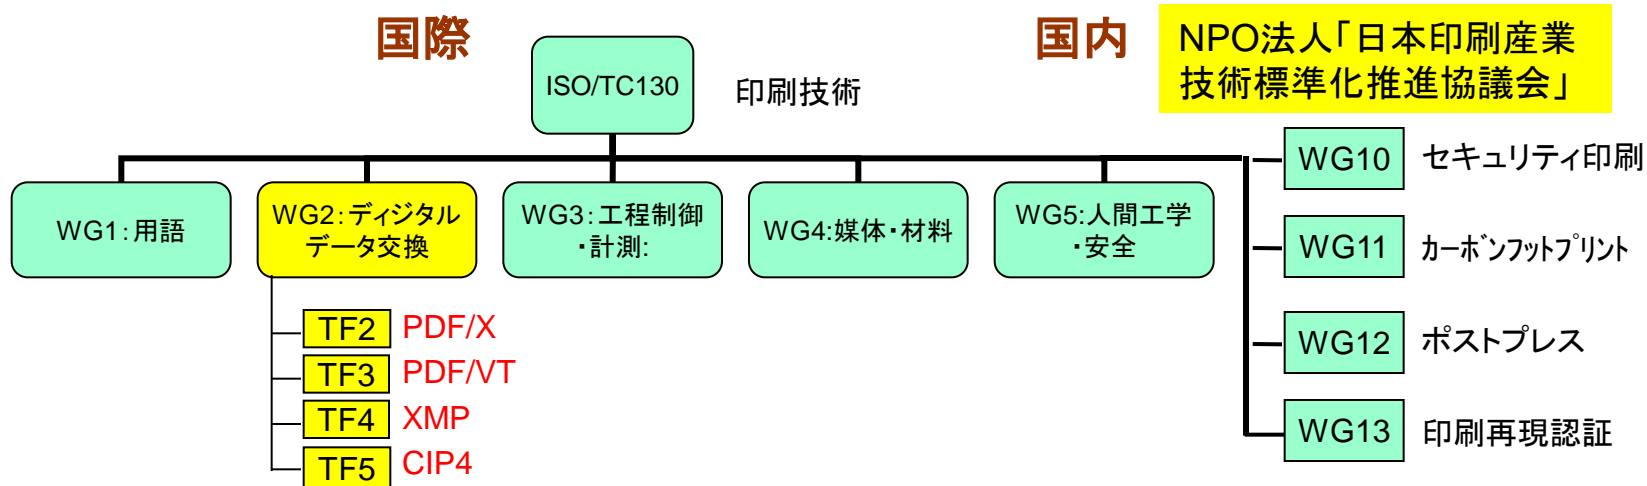 国際
国内
NPO法人「日本印刷産業
技術標準化推進協議会」
ISO/TC130
印刷技術
WG1:用語
WG2:ディジタル
データ交換
WG3:工程制御
・計測:
WG4:媒体・材料
WG5:人間工学
・安全
WG10 セキュリティ印刷
WG11 カーボンフットプリント
WG12 ポストプレス
WG13 印刷再現認証
TF2 PDF/X
TF3 PDF/VT
TF4 XMP
TF5 CIP4